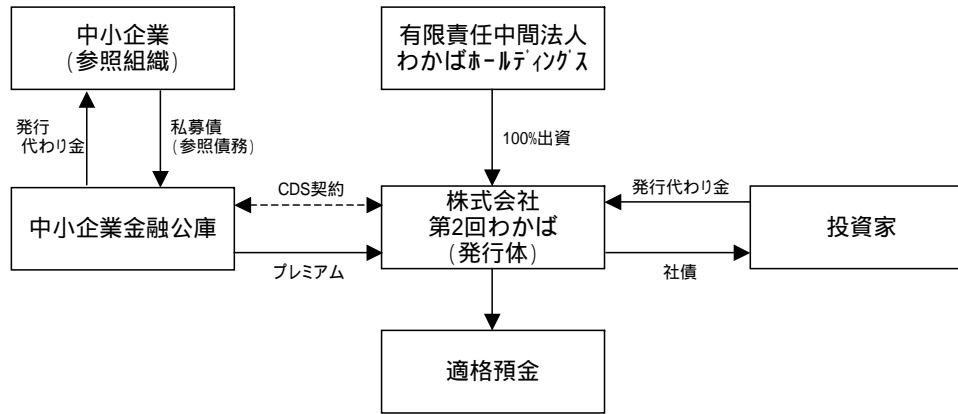 中小企業
(参照組織)
有限責任中間法人
わかばﾎｰﾙﾃﾞｨﾝｸﾞｽ
発行
代わり金
私募債
(参照債務)
100%出資
中小企業金融公庫
CDS契約
プレミアム
株式会社
第2回わかば
(発行体)
発行代わり金
社債
投資家
適格預金